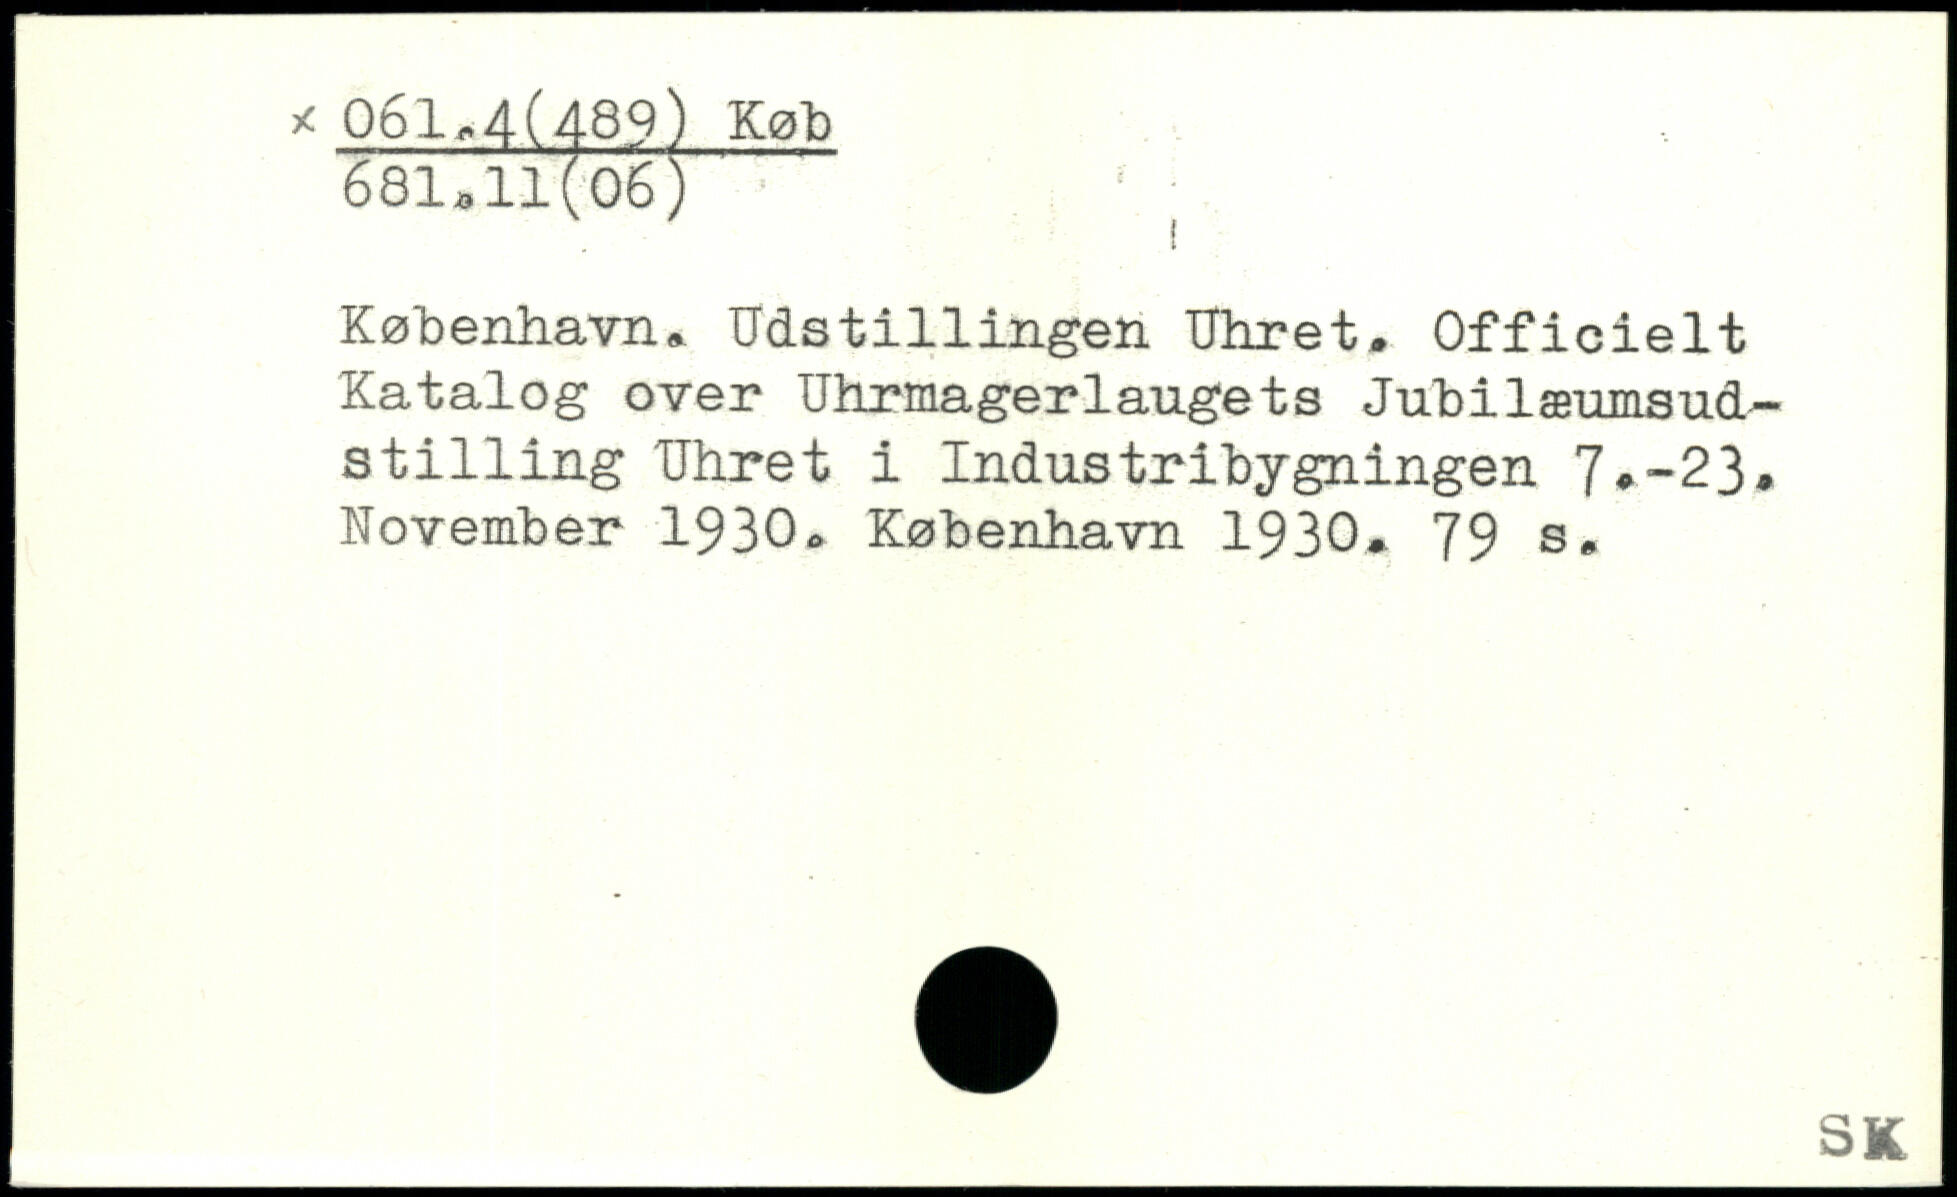 x 061.4(489) Køb
681.11(06)
København. Udstillingen Uhret. Officielt
Katalog over Uhrmagerlaugets Jubilæumsud-
stilling Uhret i Industribygningen 7.-23.
November 1930. København 1930. 79 s.
SK